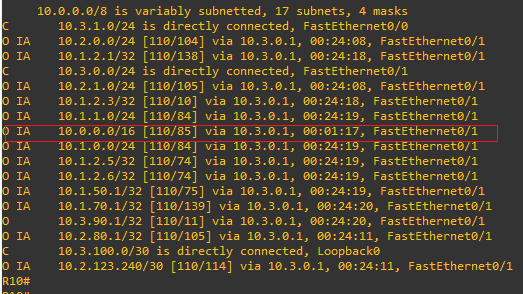 10.0.0.0/8 is variably subnetted, 17 subnets, 4 masks
C 10.3.1.0/24 is directly connected, FastEthernet0/0
O IA 10.2.0.0/24 [110/104] via 10.3.0.1, 00:24:08, FastEthernet0/1
O IA 10.1.2.1/32 [110/138] via 10.3.0.1, 00:24:18, FastEthernet0/1
C 10.3.0.0/24 is directly connected, FastEthernet0/1
O IA 10.2.1.0/24 [110/105] via 10.3.0.1, 00:24:08, FastEthernet0/1
O IA 10.1.2.3/32 [110/10] via 10.3.0.1, 00:24:18, FastEthernet0/1
O IA 10.1.1.0/24 [110/84] via 10.3.0.1, 00:24:19, FastEthernet0/1
O IA 10.0.0.0/16 [110/85] via 10.3.0.1, 00:01:17, FastEthernet0/1
O IA 10.1.0.0/24 [110/84] via 10.3.0.1, 00:24:19, FastEthernet0/1
O IA 10.1.2.5/32 [110/74] via 10.3.0.1, 00:24:19, FastEthernet0/1
O IA 10.1.2.6/32 [110/74] via 10.3.0.1, 00:24:19, FastEthernet0/1
O IA 10.1.50.1/32 [110/75] via 10.3.0.1, 00:24:19, FastEthernet0/1
O IA 10.1.70.1/32 [110/139] via 10.3.0.1, 00:24:20, FastEthernet0/1
O 10.3.90.1/32 [110/11] via 10.3.0.1, 00:24:20, FastEthernet0/1
O IA 10.2.80.1/32 [110/105] via 10.3.0.1, 00:24:11, FastEthernet0/1
C 10.3.100.0/30 is directly connected, Loopback0
O IA 10.2.123.240/30 [110/114] via 10.3.0.1, 00:24:11, FastEthernet0/1
R10#